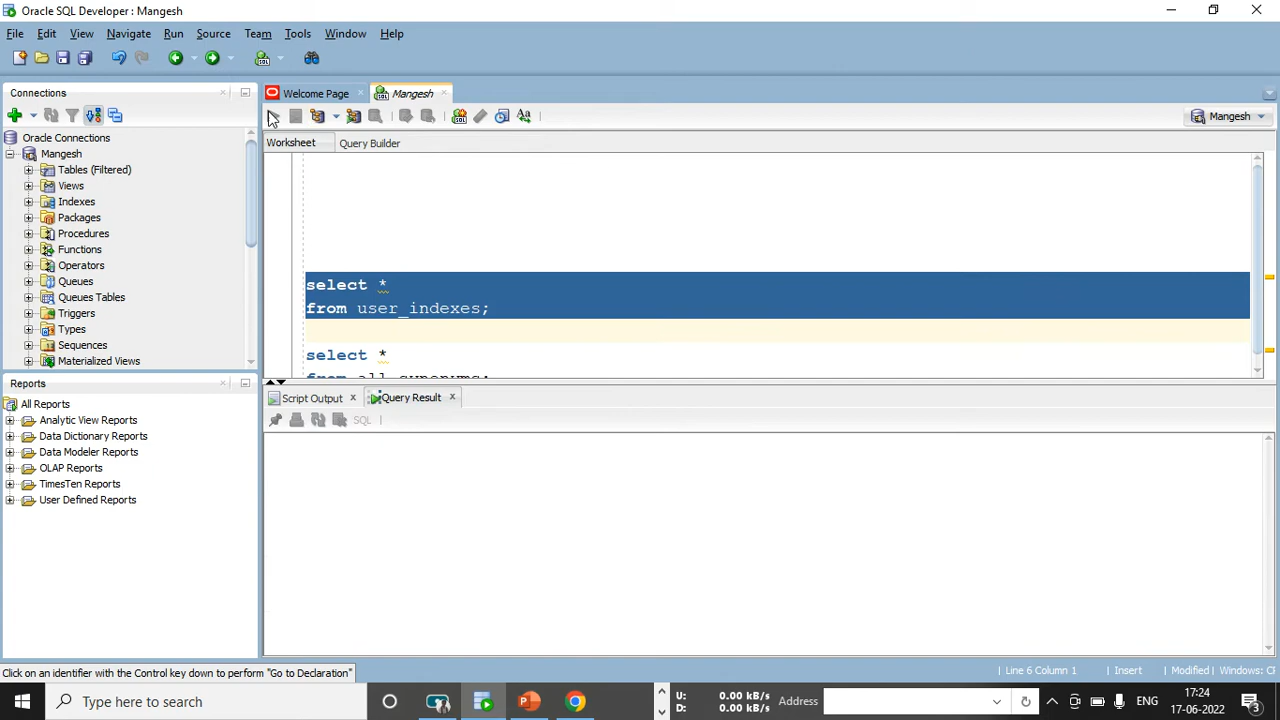 Oracle SQL Developer : Mangesh
File Edit View Navigate Run Source Team Tools Window Help
Connections
Oracle Connections
Mangesh
Tables (Filtered)
Views
Indexes
Packages
Procedures
Functions
Operators
Queues
Queues Tables
Triggers
Types
Sequences
Materialized Views
Reports
All Reports
Analytic View Reports
Data Dictionary Reports
Data Modeler Reports
OLAP Reports
TimesTen Reports
User Defined Reports
Welcome Page Mangesh
Mangesh
Worksheet Query Builder
select *
from user_indexes;
select *
from all_synonyms;
Script Output Query Result
SQL
Click on an identifier with the Control key down to perform "Go to Declaration"
Line 6 Column 1 Insert Modified Windows: CF
Type here to search
U: 0.00 kB/s
D: 0.00 kB/s
Address
ENG
17:24
17-06-2022
3